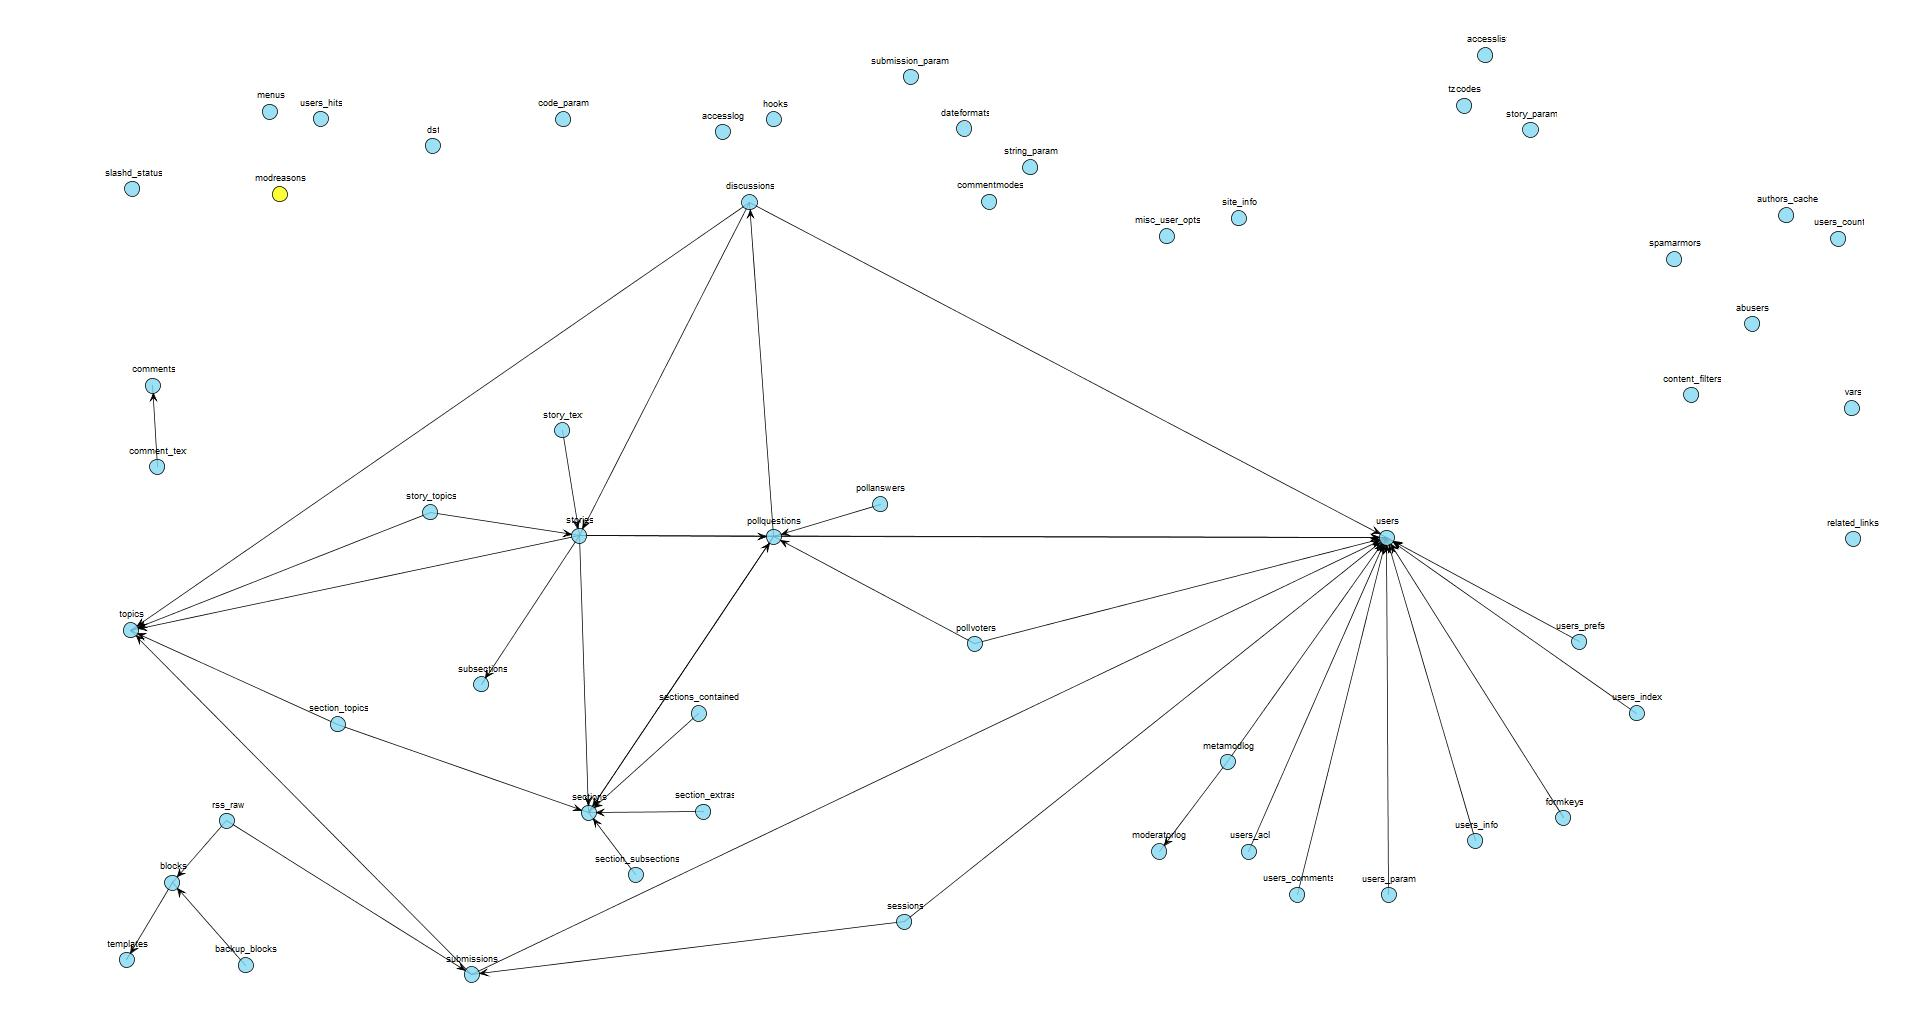 accesslis
submission_param
tzcodes
menus
users_hits
code_param
hooks
accesslog
dateformats
story_param
dst
string_param
slashd_status
modreasons
discussions
commentmodes
authors_cache
site_info
misc_user_opts
users_count
spamarmors
abusers
comments
content_filters
vars
story_tex
comment_tex
pollanswers
story_topics
stories
pollquestions
users
related_links
topics
pollvoters
users_prefs
subsections
sections_contained
users_index
section_topics
metamodlog
sections
section_extras
rss_raw
formkeys
users_info
moderatorlog
users_acl
section_subsections
blocks
users_comments
users_param
sessions
templates
backup_blocks
submissions